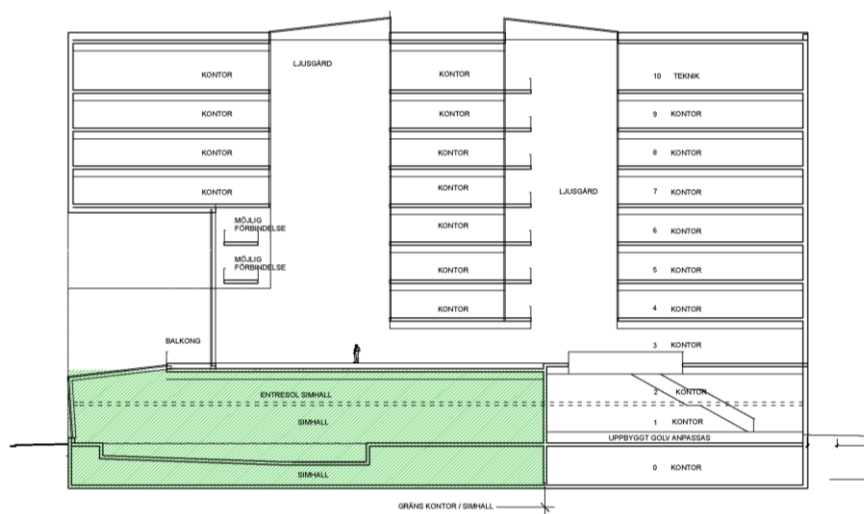 LJUSGÅRD
KONTOR
KONTOR
10 TEKNIK
KONTOR
KONTOR
9 KONTOR
KONTOR
KONTOR
8 KONTOR
KONTOR
KONTOR
LJUSGÅRD
7 KONTOR
MÖJLIG
FÖRBINDELSE
KONTOR
6 KONTOR
MÖJLIG
FÖRBINDELSE
KONTOR
5 KONTOR
KONTOR
4 KONTOR
BALKONG
3 KONTOR
ENTRESOL SIMHALL
2 KONTOR
SIMHALL
1 KONTOR
UPPBYGGT GOLV ANPASSAS
SIMHALL
0 KONTOR
GRÄNS KONTOR / SIMHALL